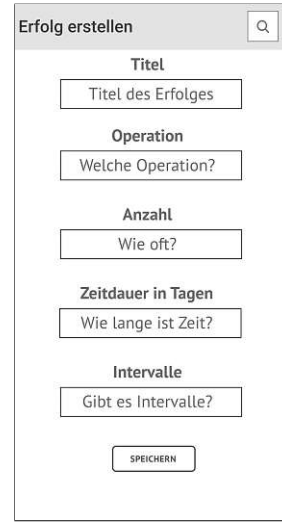 Erfolg erstellen
Titel
Titel des Erfolges
Operation
Welche Operation?
Anzahl
Wie oft?
Zeitdauer in Tagen
Wie lange ist Zeit?
Intervalle
Gibt es Intervalle?
SPEICHERN